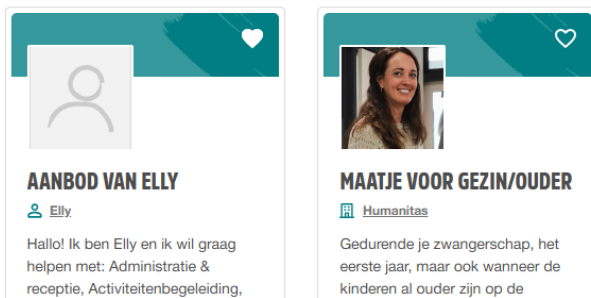 AANBOD VAN ELLY
Elly
Hallo! Ik ben Elly en ik wil graag
helpen met: Administratie &
receptie, Activiteitenbegeleiding,
MAATJE VOOR GEZIN/OUDER
Humanitas
Gedurende je zwangerschap, het
eerste jaar, maar ook wanneer de
kinderen al ouder zijn op de